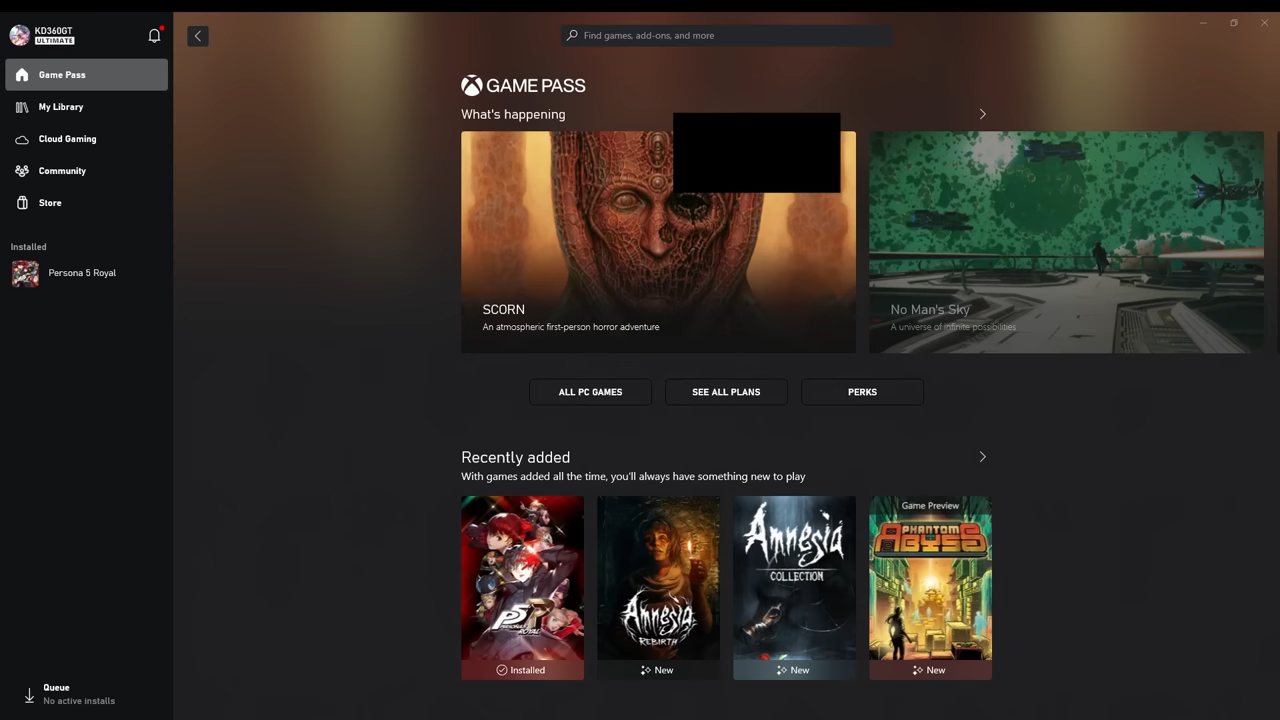 KD360GT
ULTIMATE
Game Pass
My Library
Cloud Gaming
Community
Store
Installed
Persona 5 Royal
Queue
No active installs
Find games, add-ons, and more
GAME PASS
What's happening
SCORN
An atmospheric first-person horror adventure
No Man's Sky
A universe of infinite possibilities
ALL PC GAMES
SEE ALL PLANS
PERKS
Recently added
With games added all the time, you'll always have something new to play
P5R
ROYAL
Installed
Amnesia
REBIRTH
New
Amnesia
COLLECTION
New
Game Preview
PHANTOM
ABYSS
New